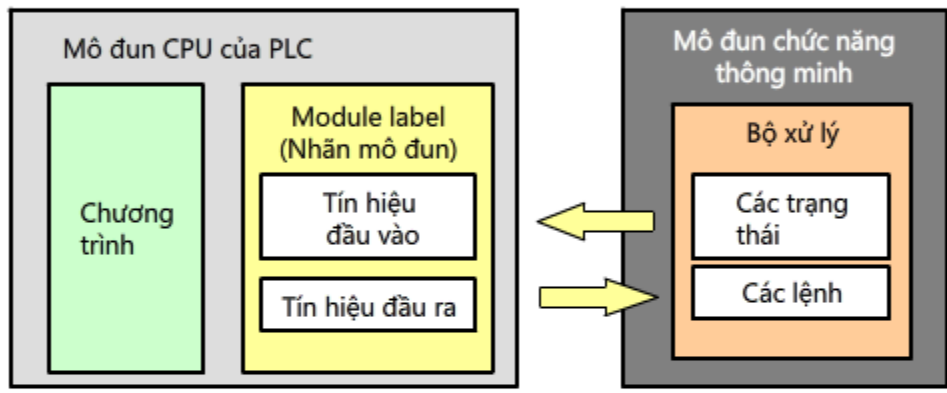 Mô đun CPU của PLC
Chương
trình
Module label
(Nhãn mô đun)
Tín hiệu
đầu vào
Tín hiệu đầu ra
Mô đun chức năng
thông minh
Bộ xử lý
Các trạng
thái
Các lệnh